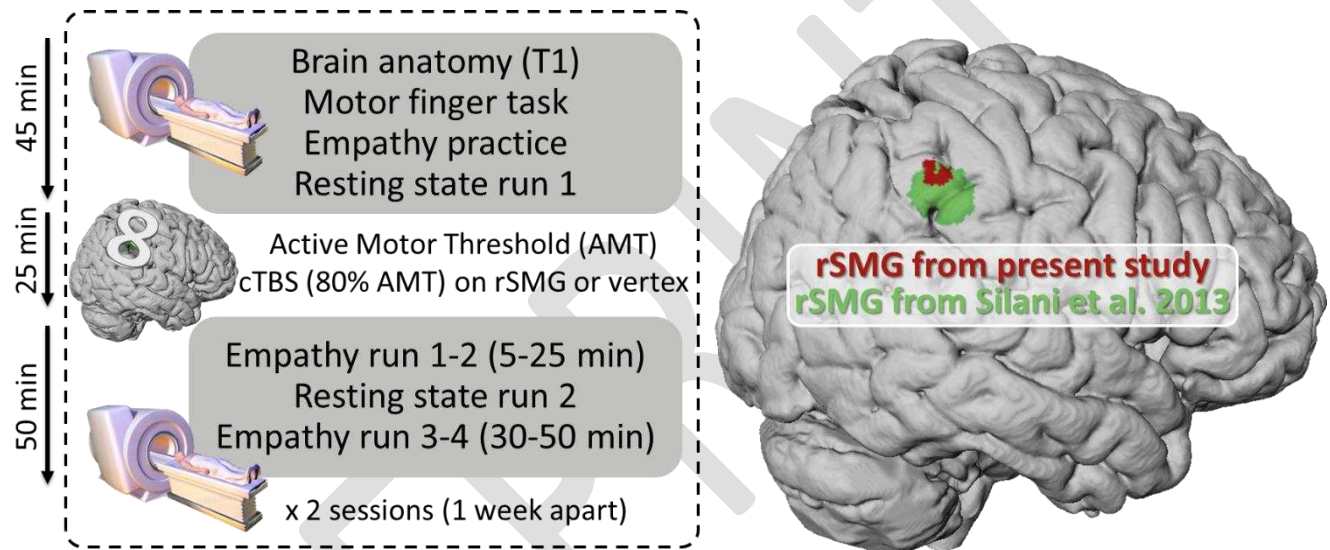 45 min
Brain anatomy (T1)
Motor finger task
Empathy practice
Resting state run 1
25 min
Active Motor Threshold (AMT)
cTBS (80% AMT) on rSMG or vertex
50 min
Empathy run 1-2 (5-25 min)
Resting state run 2
Empathy run 3-4 (30-50 min)
x 2 sessions (1 week apart)
rSMG from present study
rSMG from Silani et al. 2013